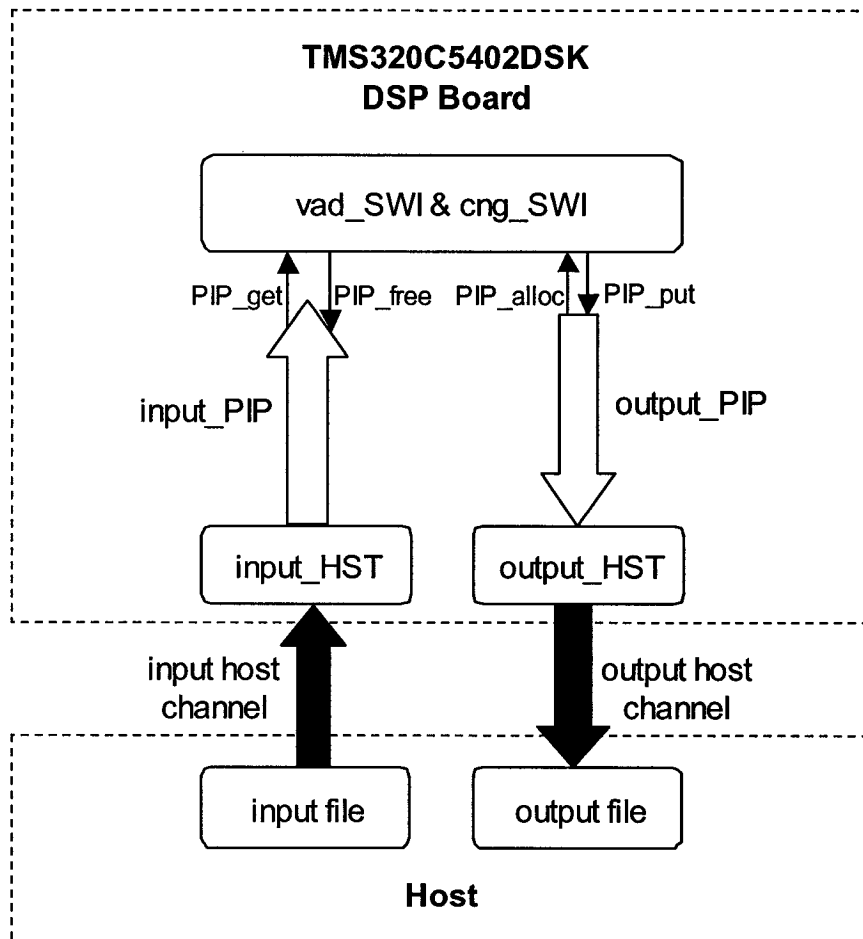 TMS320C5402DSK
DSP Board
vad_SWI & cng_SWI
PIP_get
PIP_free
PIP_alloc
PIP_put
input_PIP
output_PIP
input_HST
output_HST
input host
channel
output host
channel
input file
output file
Host